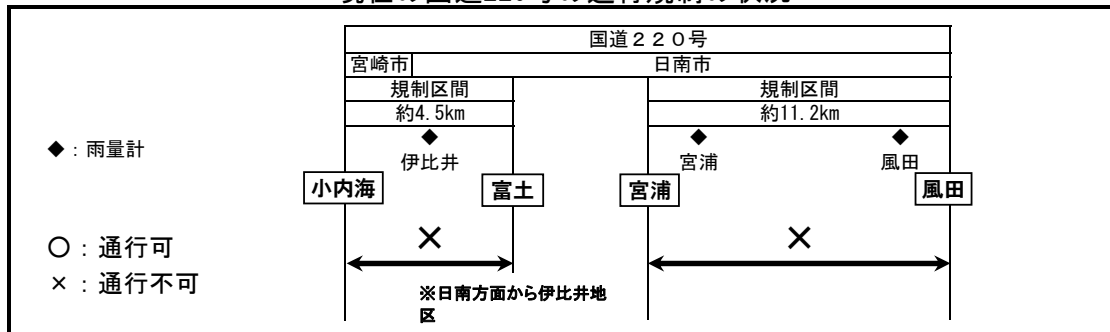 国道２２０号
宮崎市 日南市
規制区間 規制区間
約4.5km 約11.2km
◆：雨量計
◆ ◆ ◆
伊比井 宮浦 風田
小内海 富土 宮浦 風田
○：通行可
×：通行不可
× ×
※日南方面から伊比井地
区